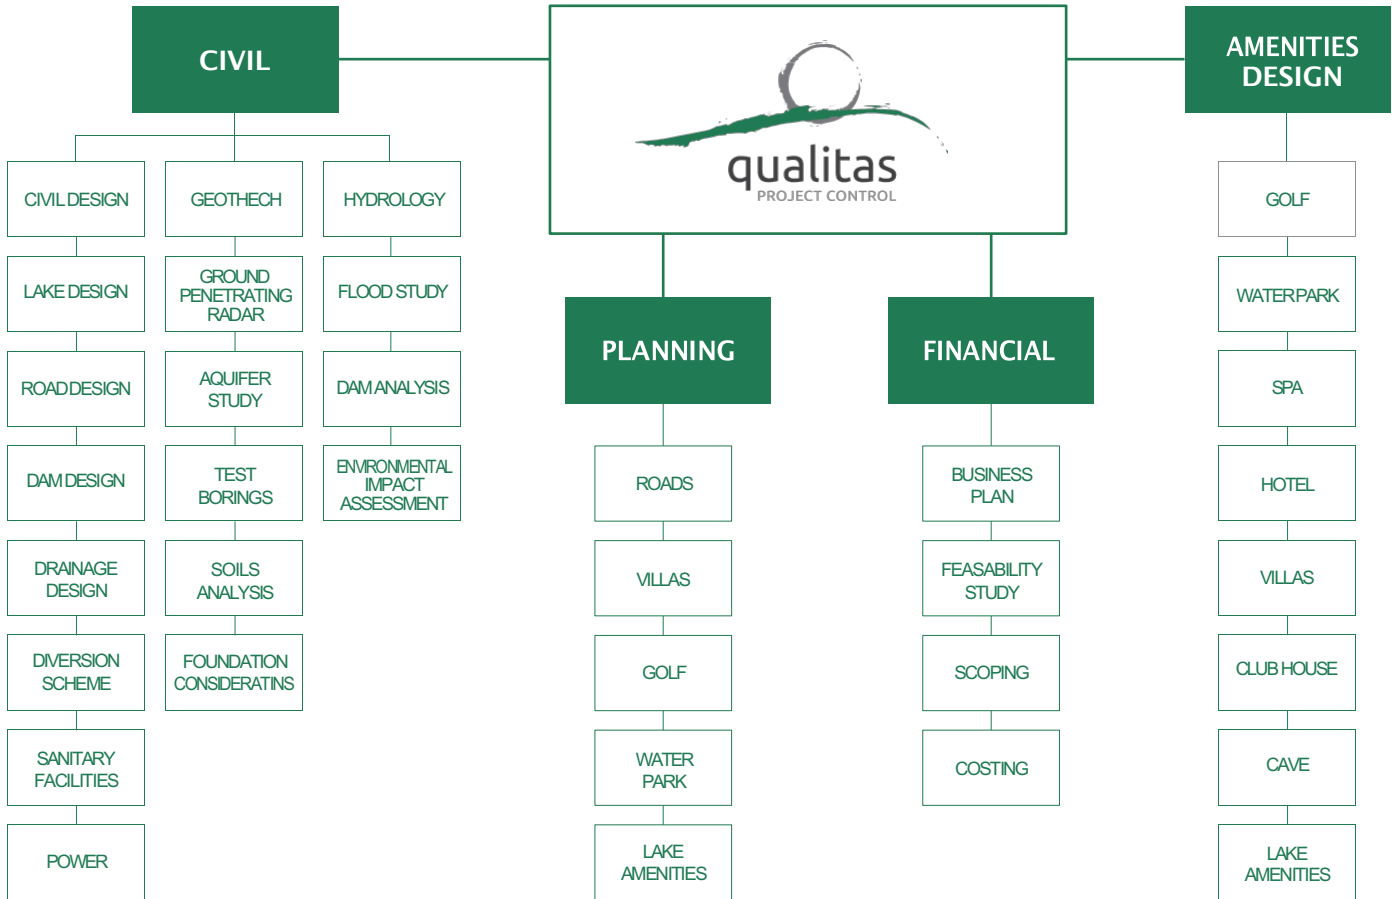 CIVIL
qualitas
PROJECT CONTROL
AMENITIES
DESIGN
CIVIL DESIGN
LAKE DESIGN
ROAD DESIGN
DAM DESIGN
DRAINAGE
DESIGN
DIVERSION
SCHEME
SANITARY
FACILITIES
POWER
GEOTHECH
GROUND
PENETRATING
RADAR
AQUIFER
STUDY
TEST
BORINGS
SOILS
ANALYSIS
FOUNDATION
CONSIDERATINS
HYDROLOGY
FLOOD STUDY
DAM ANALYSIS
ENVIRONMENTAL
IMPACT
ASSESSMENT
PLANNING
ROADS
VILLAS
GOLF
WATER
PARK
LAKE
AMENITIES
FINANCIAL
BUSINESS
PLAN
FEASABILITY
STUDY
SCOPING
COSTING
GOLF
WATER PARK
SPA
HOTEL
VILLAS
CLUB HOUSE
CAVE
LAKE
AMENITIES